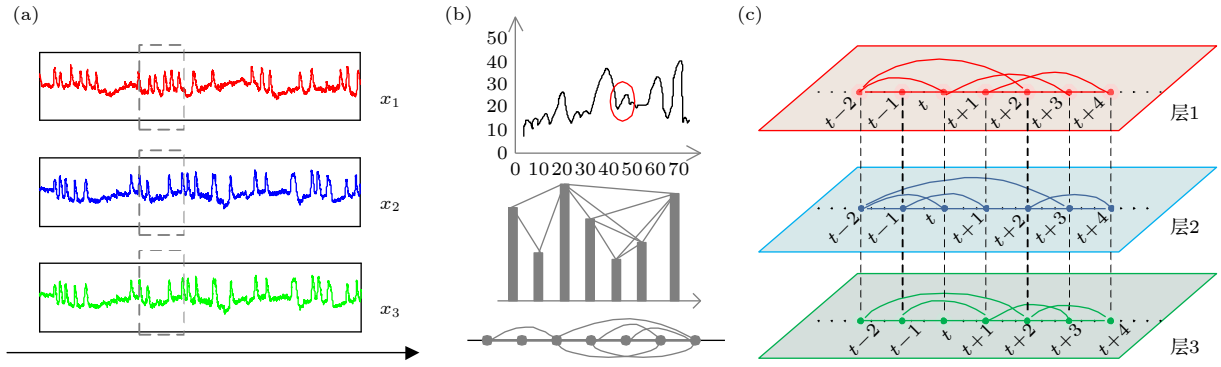 (a)
x1
x2
x3
(b)
50
40
30
20
10
0
0 10 20 30 40 50 60 70
(c)
t−2 t−1 t t+1 t+2 t+3 t+4
层1
t−2 t−1 t t+1 t+2 t+3 t+4
层2
t−2 t−1 t t+1 t+2 t+3 t+4
层3